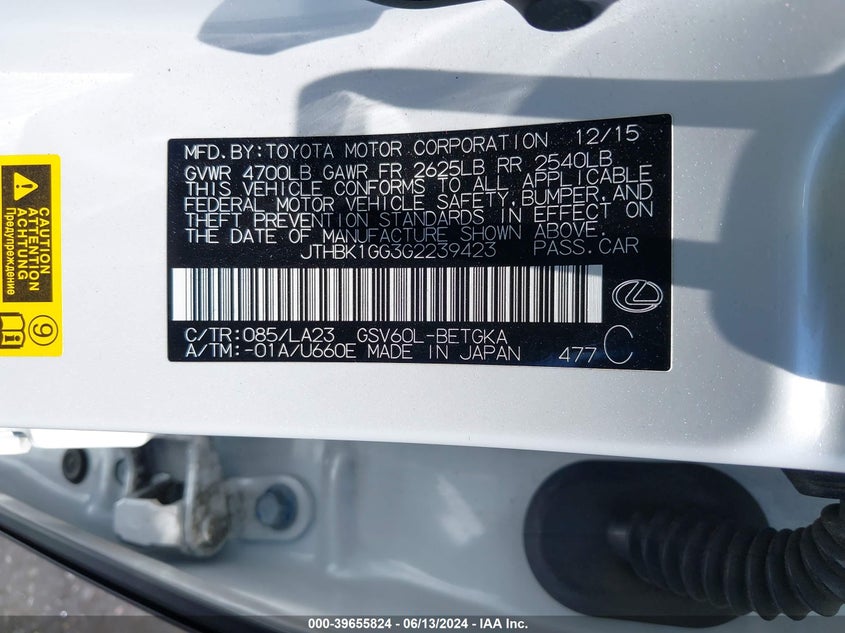 MFD.BY:TOYOTA MOTOR CORPORATION 12/15
GVWR 4700LB GAWR FR 2625LB RR 2540LB
THIS VEHICLE CONFORMS TO ALL APPLICABLE
FEDERAL MOTOR VEHICLE SAFETY, BUMPER, AND
THEFT PREVENTION STANDARDS IN EFFECT ON
THE DATE OF MANUFACTURE SHOWN ABOVE.
JTHBK1GG3G2239423 PASS.CAR
C/TR:085/LA23 GSV60L-BETGKA
A/TM:-01A/U660E MADE IN JAPAN 477 C
CAUTION
ATTENTION
ACHTUNG
Предупреждение
9
000-39655824 - 06/13/2024 - IAA Inc.